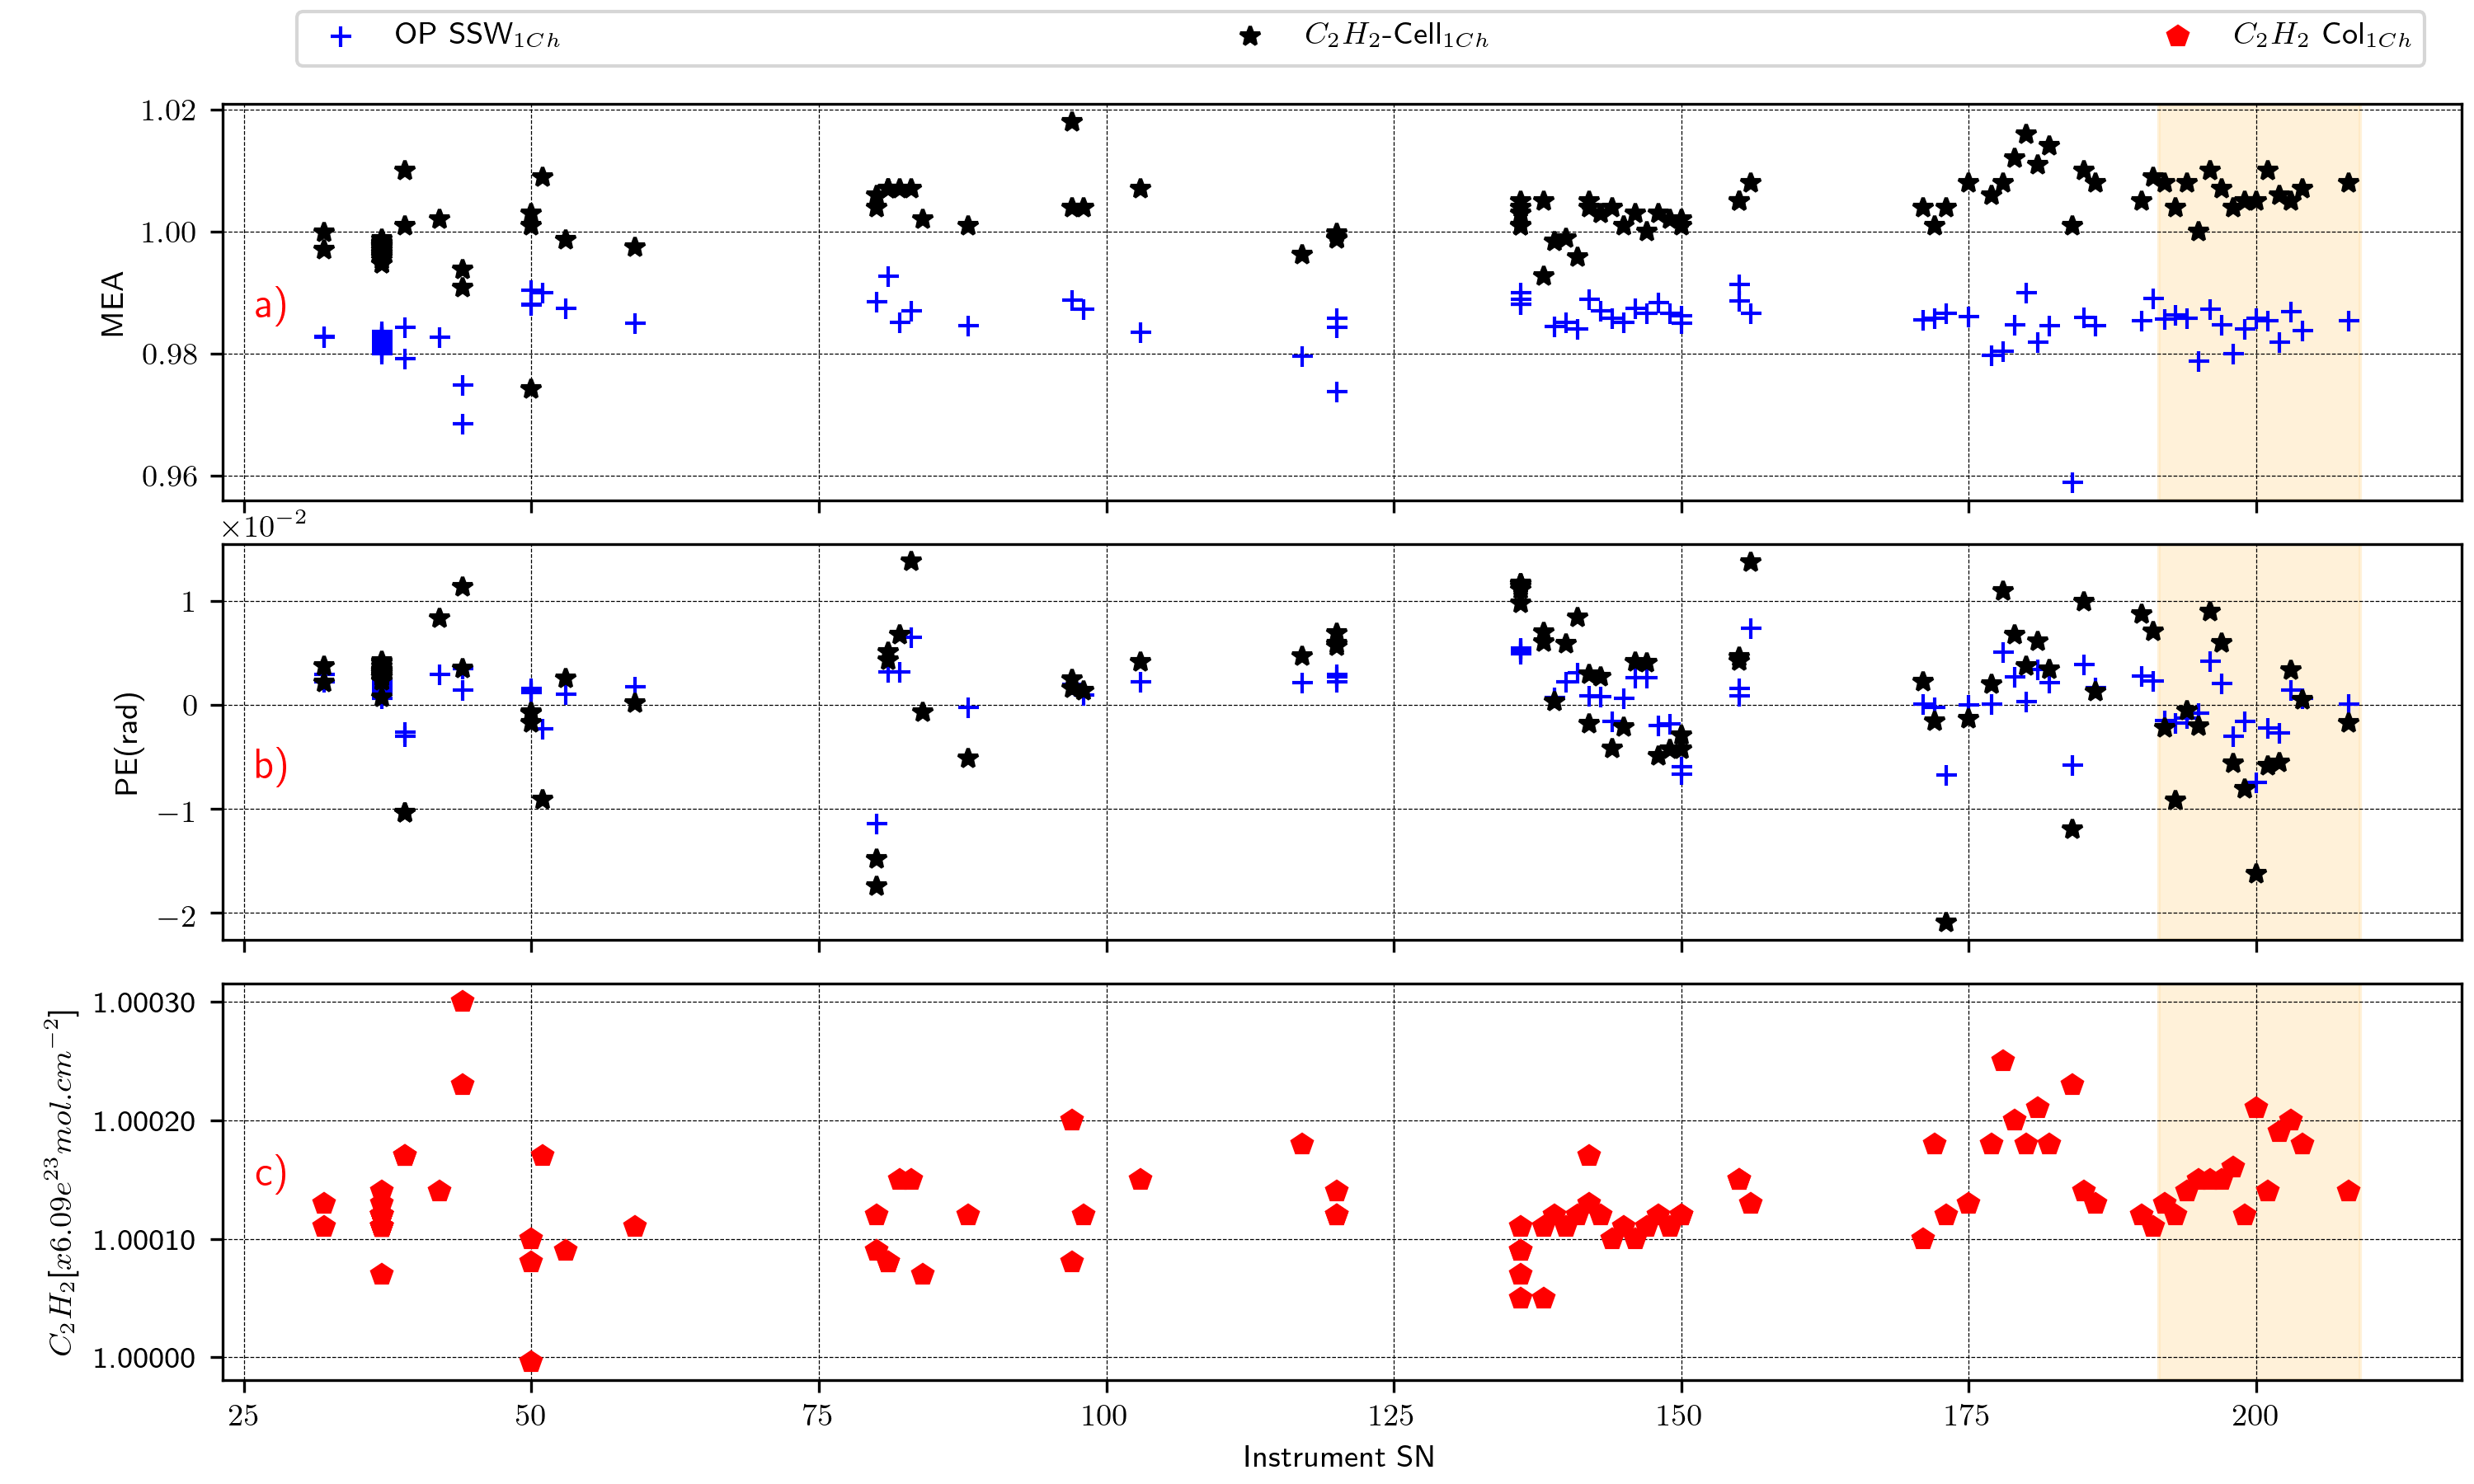 OP SSW1Ch C2H2-Cell1Ch C2H2 Col1Ch
1.02
1.00
0.98
0.96
MEA
a)
×10−2
1
0
−1
−2
PE(rad)
b)
1.00030
1.00020
1.00010
1.00000
C2H2[x6.09e23mol.cm−2]
c)
25 50 75 100 125 150 175 200
Instrument SN